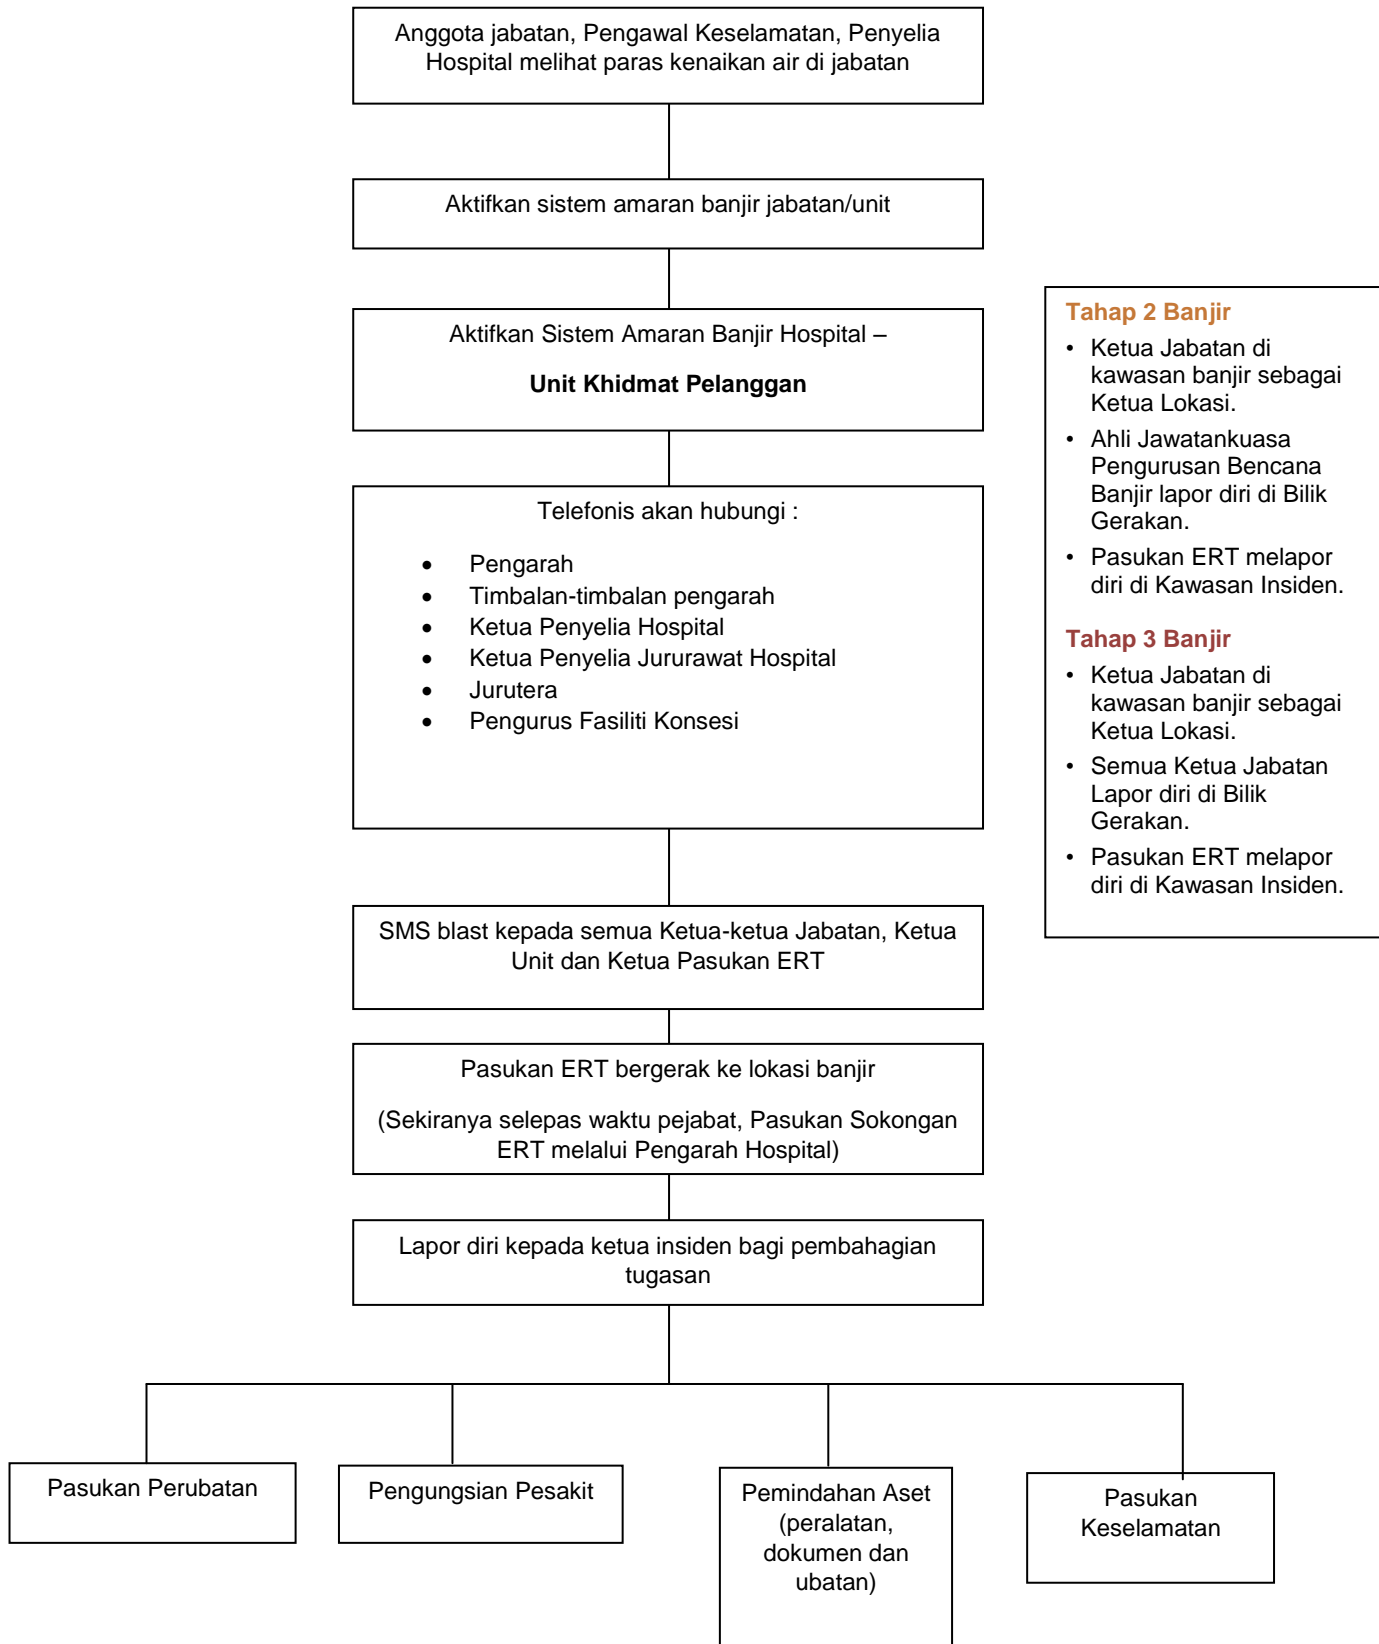 Anggota jabatan, Pengawal Keselamatan, Penyelia
Hospital melihat paras kenaikan air di jabatan
Aktifkan sistem amaran banjir jabatan/unit
Aktifkan Sistem Amaran Banjir Hospital –
Unit Khidmat Pelanggan
Telefonis akan hubungi :
• Pengarah
• Timbalan-timbalan pengarah
• Ketua Penyelia Hospital
• Ketua Penyelia Jururawat Hospital
• Jurutera
• Pengurus Fasiliti Konsesi
Tahap 2 Banjir
• Ketua Jabatan di
kawasan banjir sebagai
Ketua Lokasi.
• Ahli Jawatankuasa
Pengurusan Bencana
Banjir lapor diri di Bilik
Gerakan.
• Pasukan ERT melapor
diri di Kawasan Insiden.
Tahap 3 Banjir
• Ketua Jabatan di
kawasan banjir sebagai
Ketua Lokasi.
• Semua Ketua Jabatan
Lapor diri di Bilik
Gerakan.
• Pasukan ERT melapor
diri di Kawasan Insiden.
SMS blast kepada semua Ketua-ketua Jabatan, Ketua
Unit dan Ketua Pasukan ERT
Pasukan ERT bergerak ke lokasi banjir
(Sekiranya selepas waktu pejabat, Pasukan Sokongan
ERT melalui Pengarah Hospital)
Lapor diri kepada ketua insiden bagi pembahagian
tugasan
Pasukan Perubatan
Pengungsian Pesakit
Pemindahan Aset
(peralatan,
dokumen dan
ubatan)
Pasukan
Keselamatan